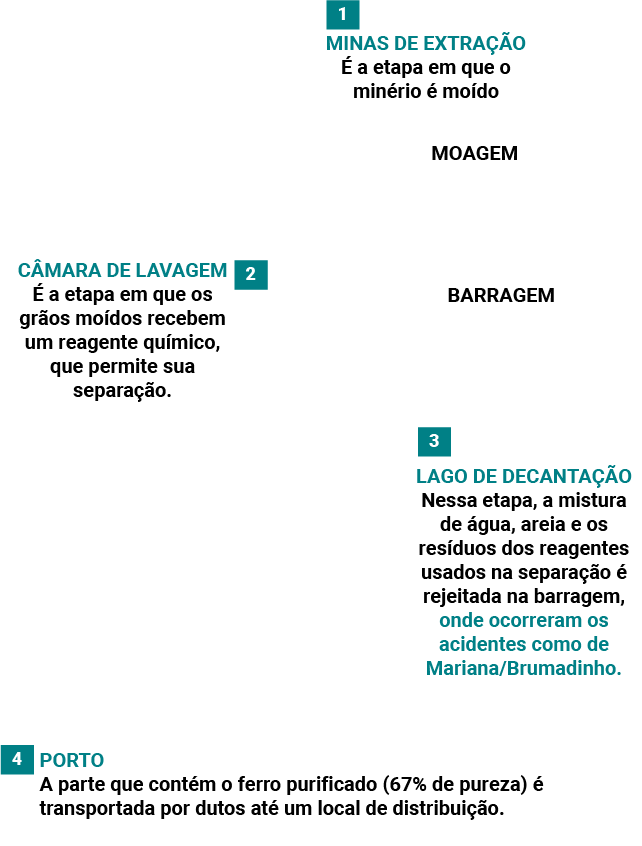 1
MINAS DE EXTRAÇÃO
É a etapa em que o
minério é moído
MOAGEM
CÂMARA DE LAVAGEM
2
É a etapa em que os
grãos moídos recebem
um reagente químico,
que permite sua
separação.
BARRAGEM
3
LAGO DE DECANTAÇÃO
Nessa etapa, a mistura
de água, areia e os
resíduos dos reagentes
usados na separação é
rejeitada na barragem,
onde ocorreram os
acidentes como de
Mariana/Brumadinho.
4
PORTO
A parte que contém o ferro purificado (67% de pureza) é
transportada por dutos até um local de distribuição.